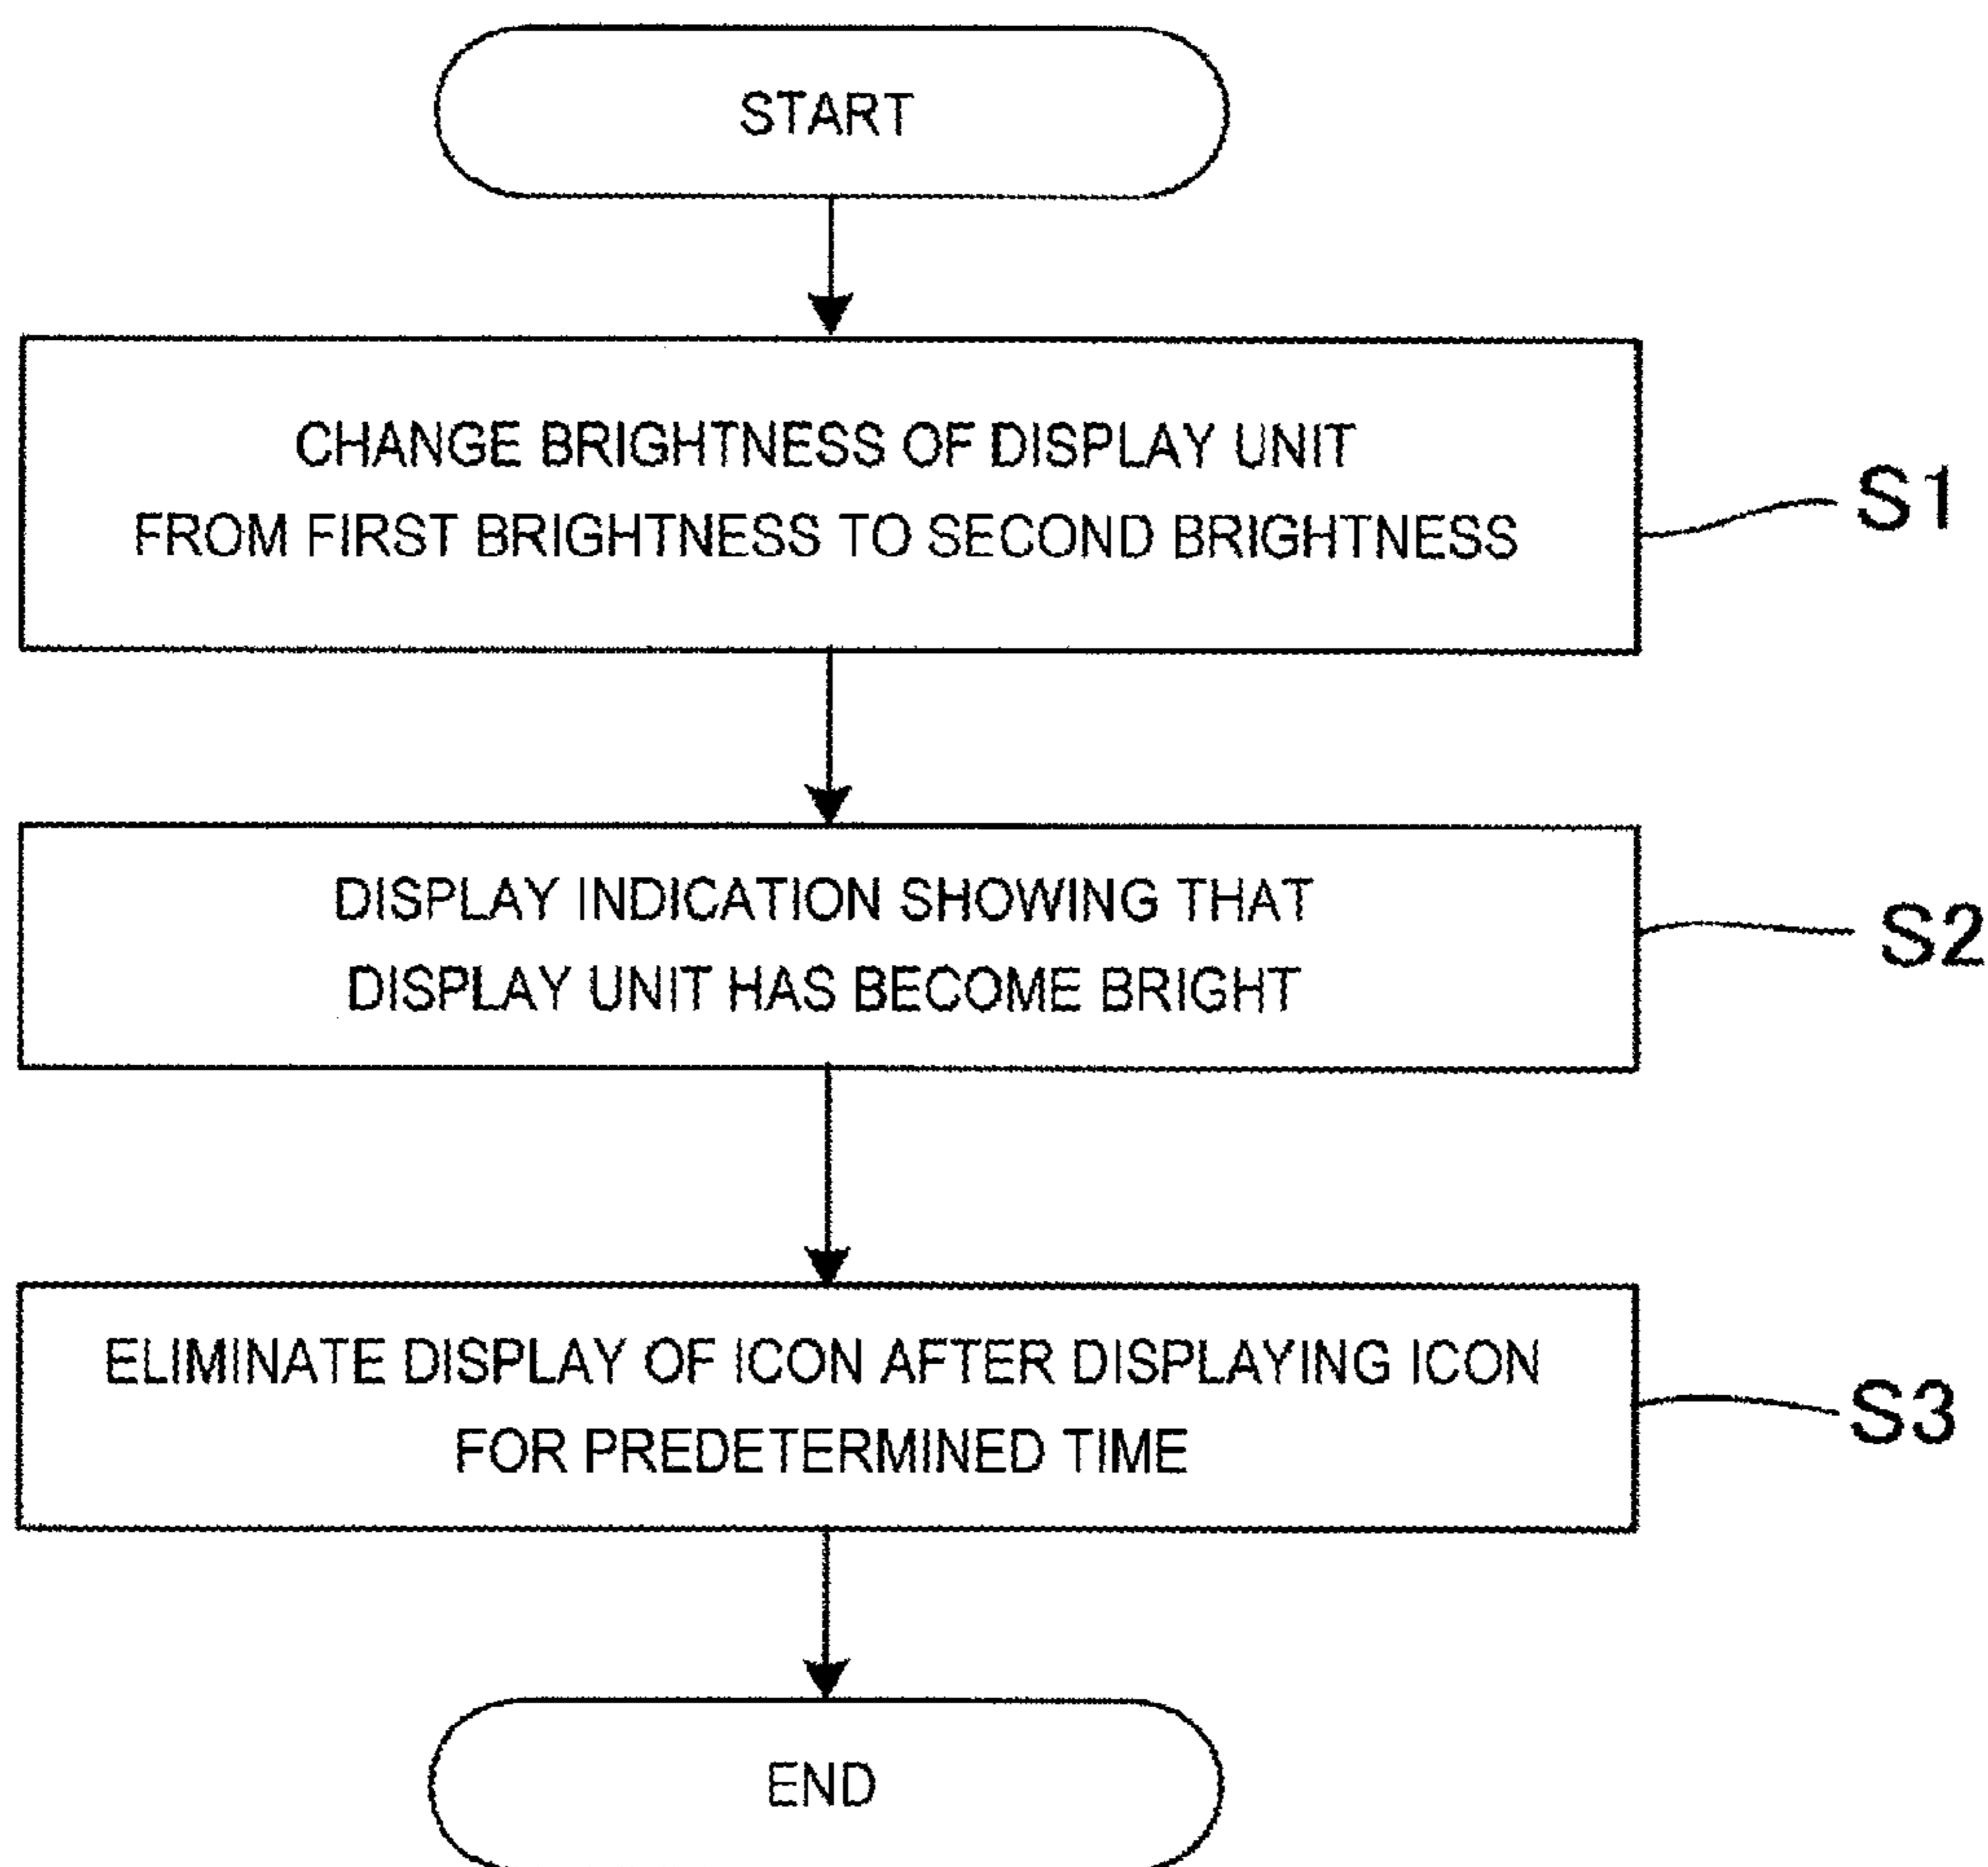 START
CHANGE BRIGHTNESS OF DISPLAY UNIT
FROM FIRST BRIGHTNESS TO SECOND BRIGHTNESS
S1
DISPLAY INDICATION SHOWING THAT
DISPLAY UNIT HAS BECOME BRIGHT
S2
ELIMINATE DISPLAY OF ICON AFTER DISPLAYING ICON
FOR PREDETERMINED TIME
S3
END